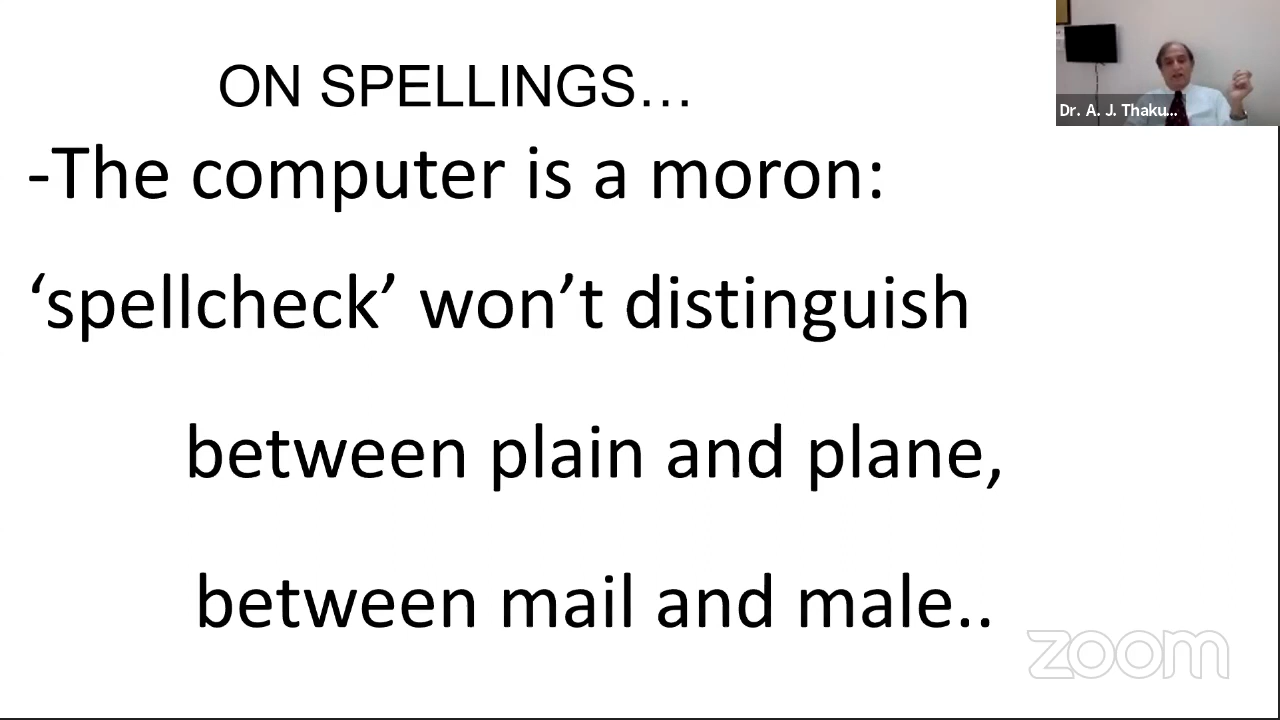 ON SPELLINGS…
-The computer is a moron:
‘spellcheck’ won’t distinguish
between plain and plane,
between mail and male..
Dr. A. J. Thaku...
zoom